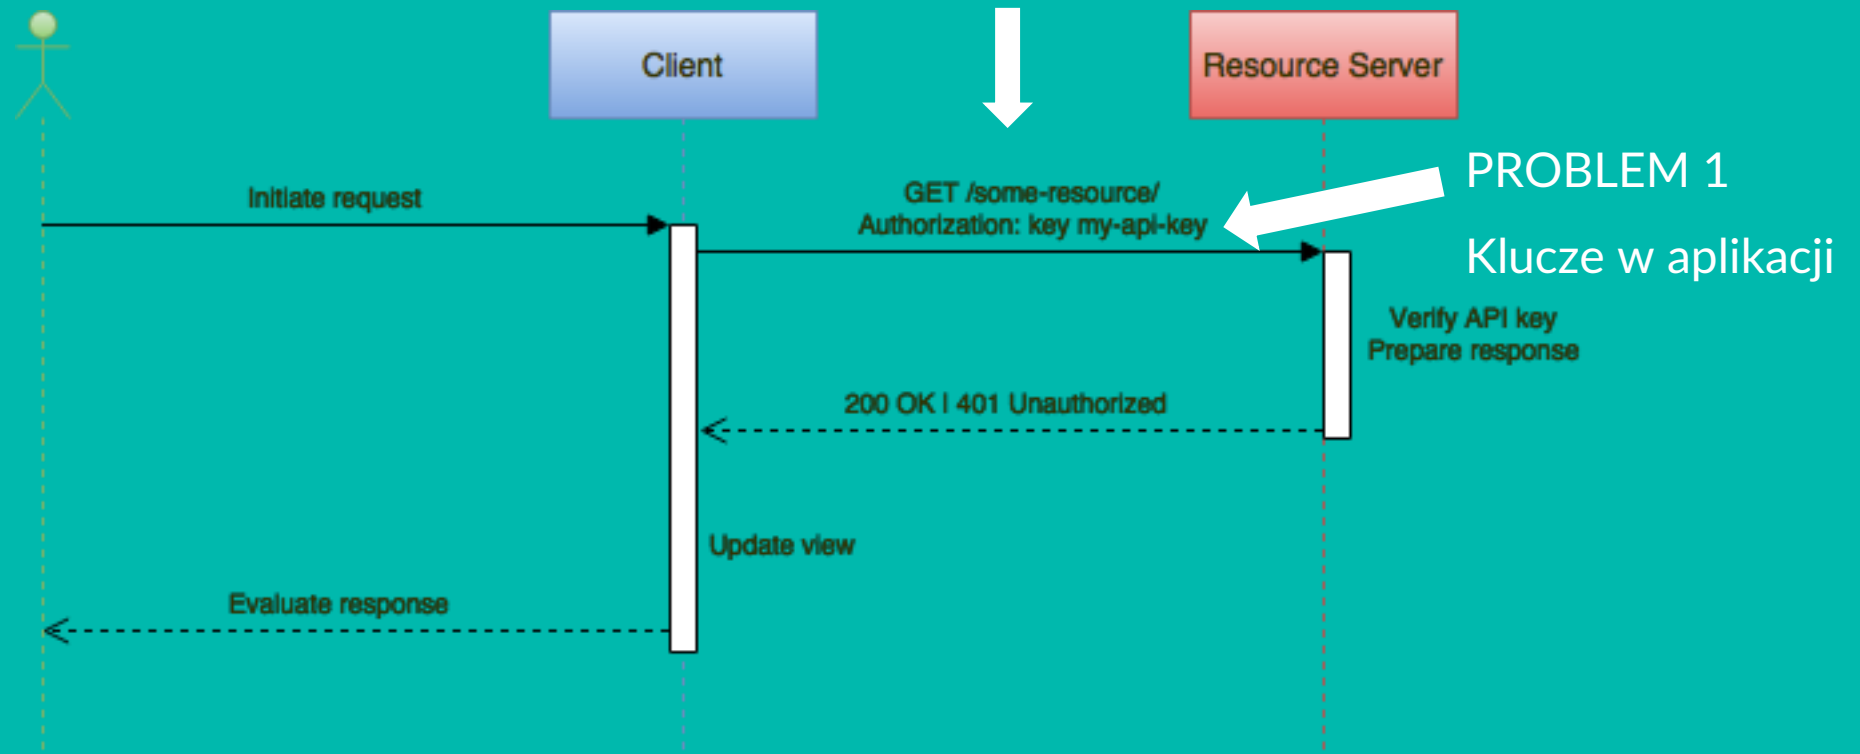 Client
Resource Server
PROBLEM 1
Initiate request
GET /some-resource/
Authorization: key my-api-key
Klucze w aplikacji
Verify API key
Prepare response
200 OK | 401 Unauthorized
Update view
Evaluate response